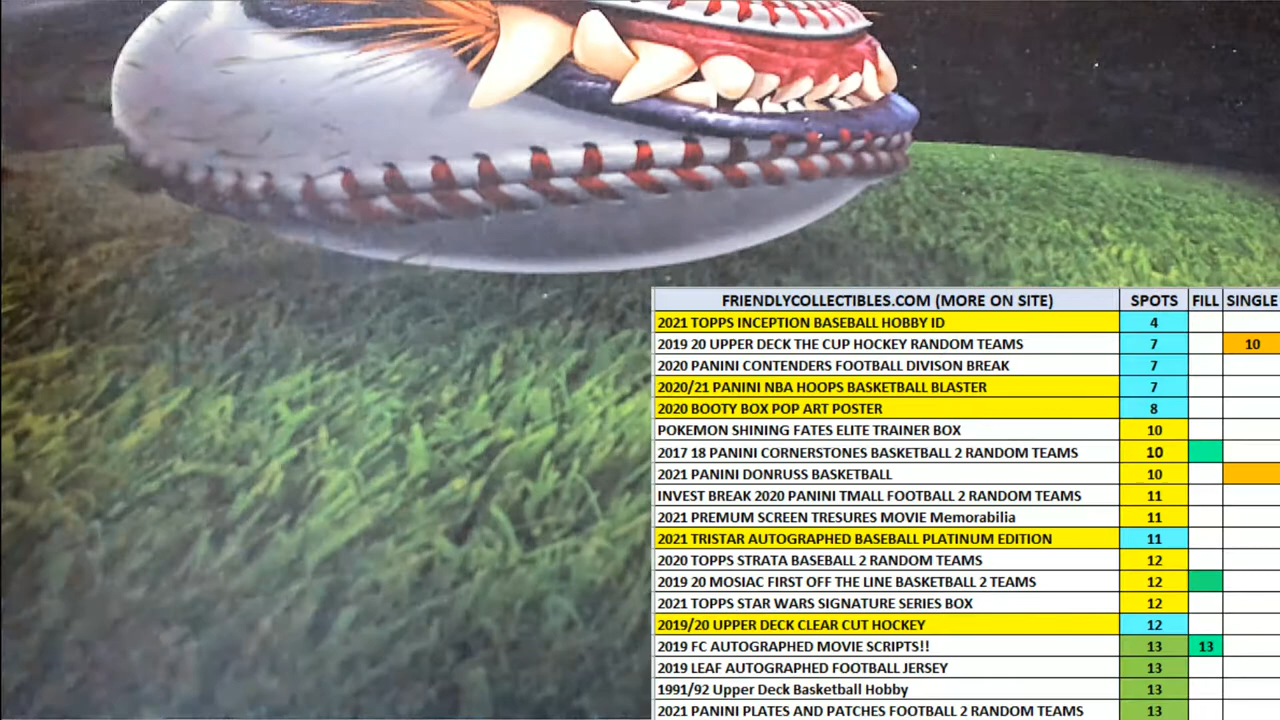 FRIENDLYCOLLECTIBLES.COM (MORE ON SITE) SPOTS FILL SINGLE
2021 TOPPS INCEPTION BASEBALL HOBBY ID 4
2019 20 UPPER DECK THE CUP HOCKEY RANDOM TEAMS 7 10
2020 PANINI CONTENDERS FOOTBALL DIVISON BREAK 7
2020/21 PANINI NBA HOOPS BASKETBALL BLASTER 7
2020 BOOTY BOX POP ART POSTER 8
POKEMON SHINING FATES ELITE TRAINER BOX 10
2017 18 PANINI CORNERSTONES BASKETBALL 2 RANDOM TEAMS 10
2021 PANINI DONRUSS BASKETBALL 10
INVEST BREAK 2020 PANINI TMALL FOOTBALL 2 RANDOM TEAMS 11
2021 PREMUM SCREEN TRESURES MOVIE Memorabilia 11
2021 TRISTAR AUTOGRAPHED BASEBALL PLATINUM EDITION 11
2020 TOPPS STRATA BASEBALL 2 RANDOM TEAMS 12
2019 20 MOSIAC FIRST OFF THE LINE BASKETBALL 2 TEAMS 12
2021 TOPPS STAR WARS SIGNATURE SERIES BOX 12
2019/20 UPPER DECK CLEAR CUT HOCKEY 12
2019 FC AUTOGRAPHED MOVIE SCRIPTS!! 13 13
2019 LEAF AUTOGRAPHED FOOTBALL JERSEY 13
1991/92 Upper Deck Basketball Hobby 13
2021 PANINI PLATES AND PATCHES FOOTBALL 2 RANDOM TEAMS 13